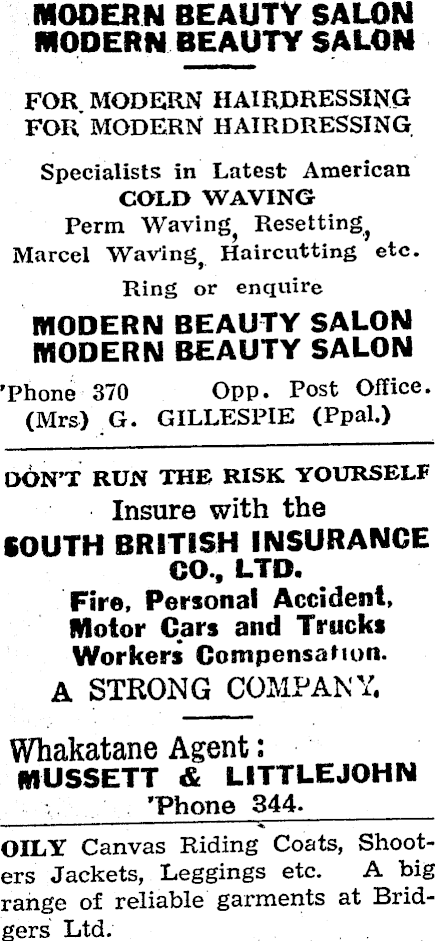 MODERN BEAUTY SALON
MODERN BEAUTY SALON
FOR MODERN HAIRDRESSING
FOR MODERN HAIRDRESSING
Specialists in Latest American
COLD WAVING
Perm Waving, Resetting,
Marcel Waving, Haircutting etc.
Ring or enquire
MODERN BEAUTY SALON
MODERN BEAUTY SALON
'Phone 370 Opp. Post Office.
(Mrs) G. GILLESPIE (Ppal.)
DON'T RUN THE RISK YOURSELF
Insure with the
SOUTH BRITISH INSURANCE
CO., LTD.
Fire, Personal Accident,
Motor Cars and Trucks
Workers Compensation.
A STRONG COMPANY.
Whakatane Agent:
MUSSETT & LITTLEJOHN
'Phone 344.
OILY Canvas Riding Coats, Shoot-
ers Jackets, Leggings etc. A big
range of reliable garments at Brid-
gers Ltd.